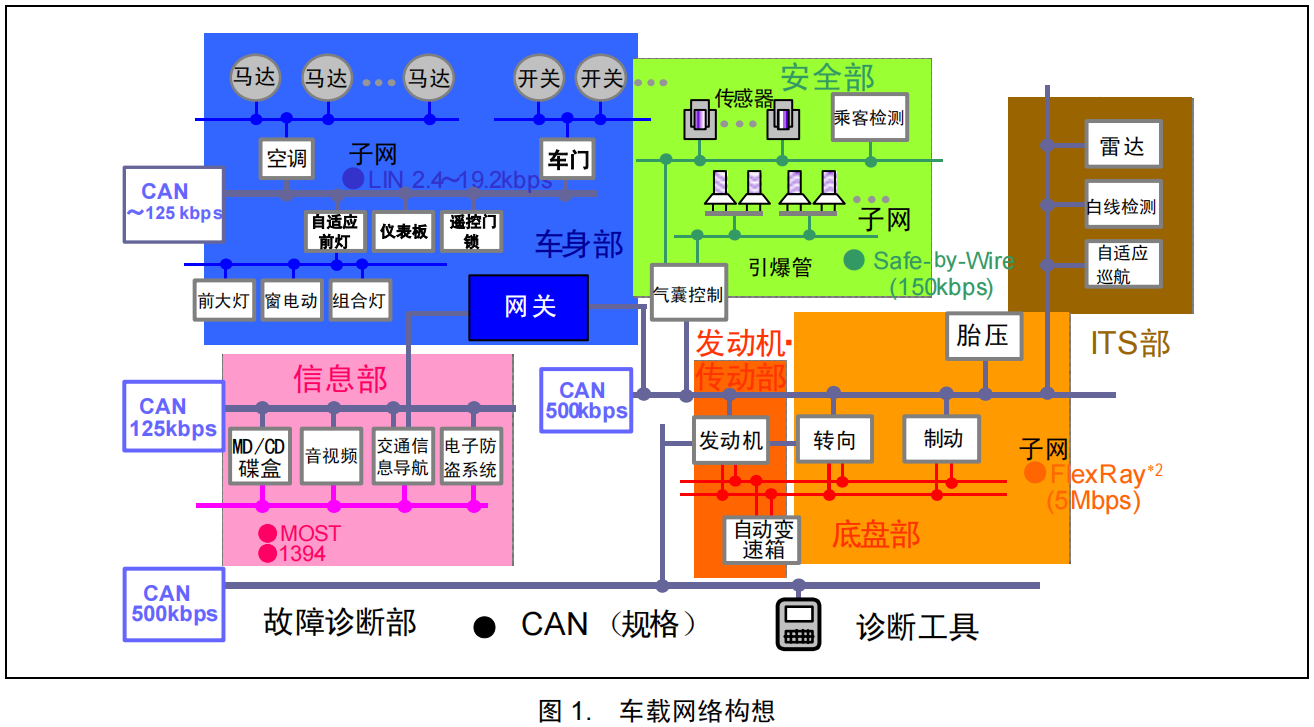 马达
马达
马达
开关
开关
安全部
传感器
乘客检测
雷达
空调
子网
车门
LIN 2.4～19.2kbps
CAN
～125 kbps
白线检测
自适应
前灯
仪表板
遥控门
锁
车身部
子网
引爆管
Safe-by-Wire
(150kbps)
自适应
巡航
前大灯
窗电动
组合灯
网关
气囊控制
胎压
ITS部
发动机·
传动部
信息部
CAN
125kbps
CAN
500kbps
MD/CD
碟盒
音视频
交通信
息导航
电子防
盗系统
发动机
转向
制动
子网
FlexRay*2
(5Mbps)
MOST
1394
自动变
速箱
底盘部
CAN
500kbps
故障诊断部
CAN（规格）
诊断工具
图 1. 车载网络构想